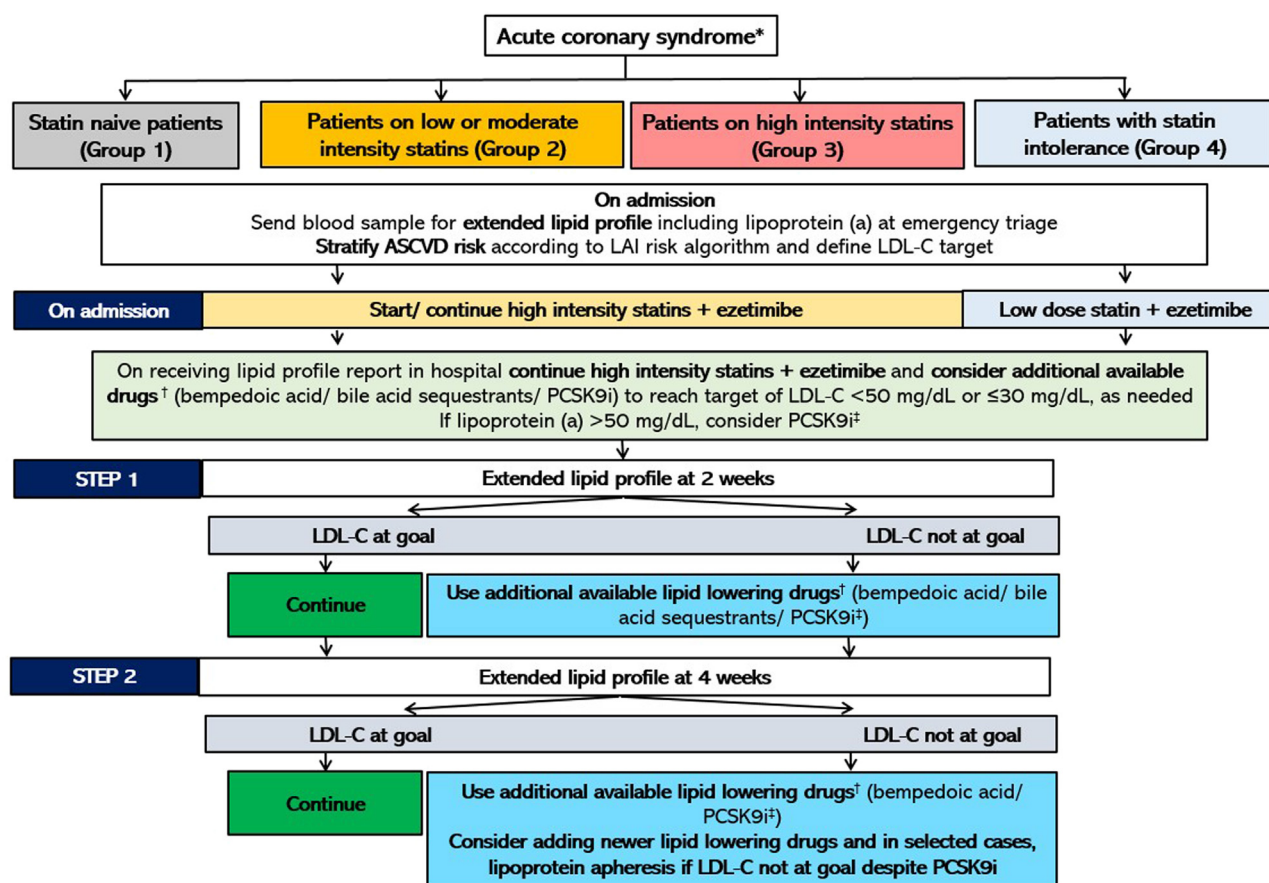 Acute coronary syndrome*
Statin naive patients
(Group 1)
Patients on low or moderate
intensity statins (Group 2)
Patients on high intensity statins
(Group 3)
Patients with statin
intolerance (Group 4)
On admission
Send blood sample for extended lipid profile including lipoprotein (a) at emergency triage
Stratify ASCVD risk according to LAI risk algorithm and define LDL-C target
On admission
Start/ continue high intensity statins + ezetimibe
Low dose statin + ezetimibe
On receiving lipid profile report in hospital continue high intensity statins + ezetimibe and consider additional available
drugs† (bempedoic acid/ bile acid sequestrants/ PCSK9i) to reach target of LDL-C <50 mg/dL or ≤30 mg/dL, as needed
If lipoprotein (a) >50 mg/dL, consider PCSK9i‡
STEP 1
Extended lipid profile at 2 weeks
LDL-C at goal
LDL-C not at goal
Continue
Use additional available lipid lowering drugs† (bempedoic acid/ bile
acid sequestrants/ PCSK9i‡)
STEP 2
Extended lipid profile at 4 weeks
LDL-C at goal
LDL-C not at goal
Continue
Use additional available lipid lowering drugs† (bempedoic acid/
PCSK9i‡)
Consider adding newer lipid lowering drugs and in selected cases,
lipoprotein apheresis if LDL-C not at goal despite PCSK9i